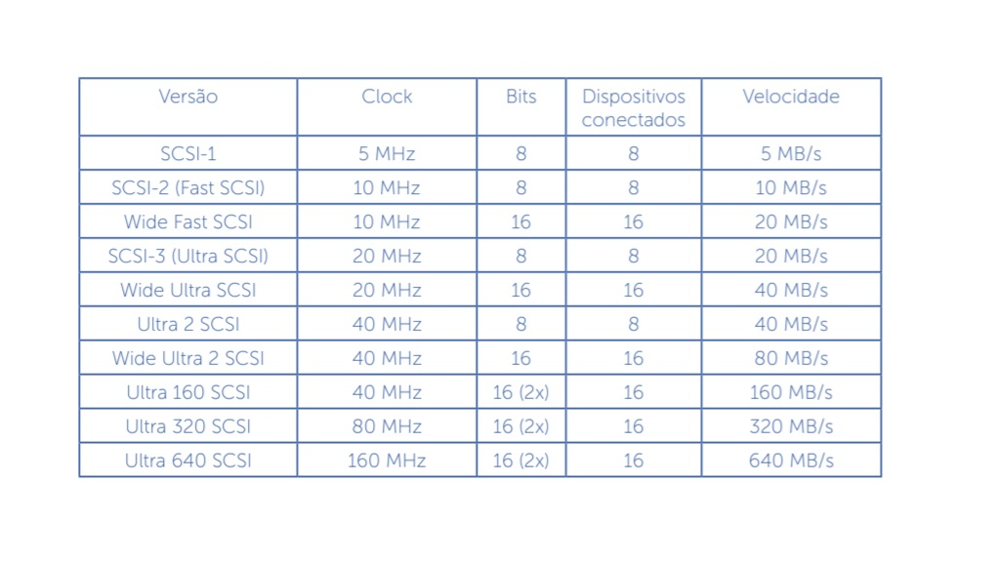 Versão Clock Bits Dispositivos conectados Velocidade
SCSI-1 5 MHz 8 8 5 MB/s
SCSI-2 (Fast SCSI) 10 MHz 8 8 10 MB/s
Wide Fast SCSI 10 MHz 16 16 20 MB/s
SCSI-3 (Ultra SCSI) 20 MHz 8 8 20 MB/s
Wide Ultra SCSI 20 MHz 16 16 40 MB/s
Ultra 2 SCSI 40 MHz 8 8 40 MB/s
Wide Ultra 2 SCSI 40 MHz 16 16 80 MB/s
Ultra 160 SCSI 40 MHz 16 (2x) 16 160 MB/s
Ultra 320 SCSI 80 MHz 16 (2x) 16 320 MB/s
Ultra 640 SCSI 160 MHz 16 (2x) 16 640 MB/s